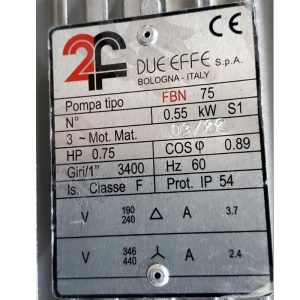 2F DUE EFFE S.p.A. CE
BOLOGNA - ITALY
Pompa tipo FBN 75
N° 0.55 kW S1
3 ~ Mot. Mat.
HP 0.75 COS φ 0.89
Giri/1" 3400 Hz 60
Is. Classe F Prot. IP 54
V 190 240 △ A 3.7
V 346 440 A 2.4